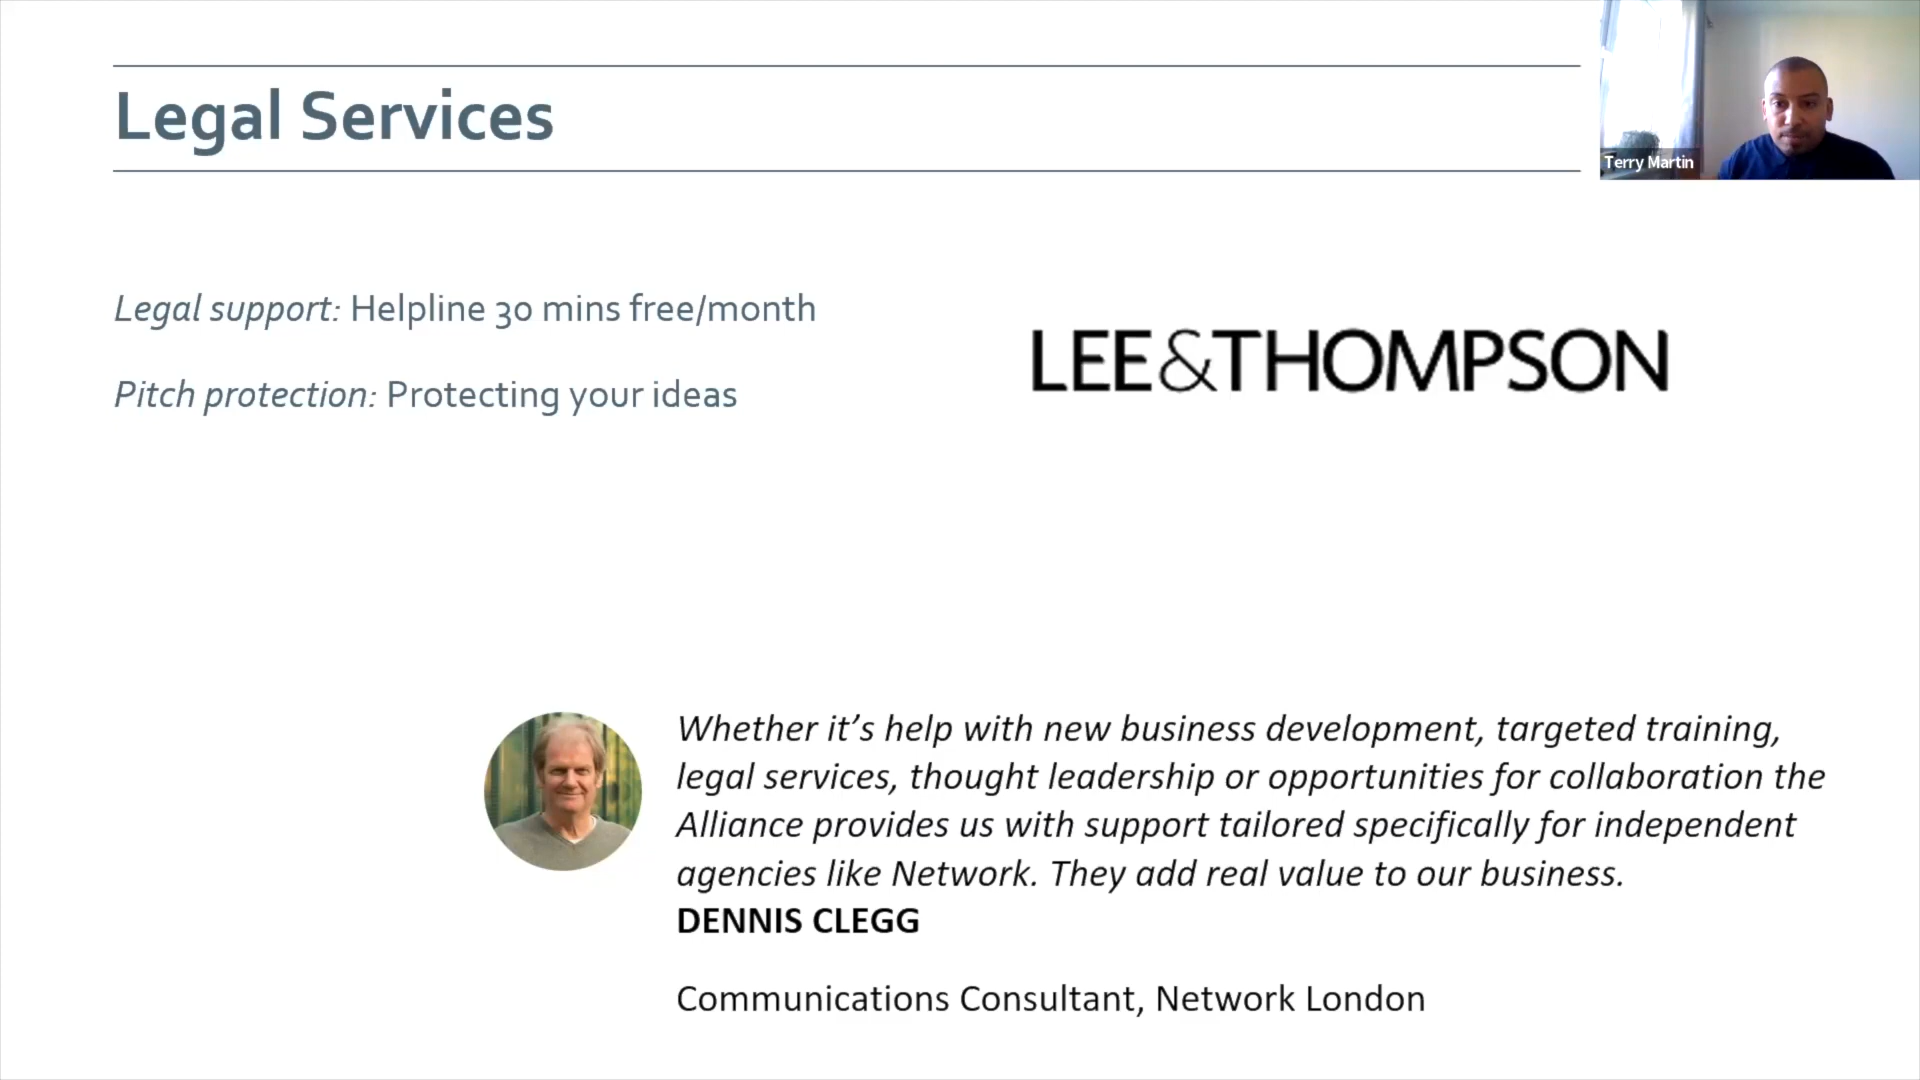 Legal Services
Terry Martin
Legal support: Helpline 30 mins free/month
Pitch protection: Protecting your ideas
LEE&THOMPSON
Whether it’s help with new business development, targeted training,
legal services, thought leadership or opportunities for collaboration the
Alliance provides us with support tailored specifically for independent
agencies like Network. They add real value to our business.
DENNIS CLEGG
Communications Consultant, Network London